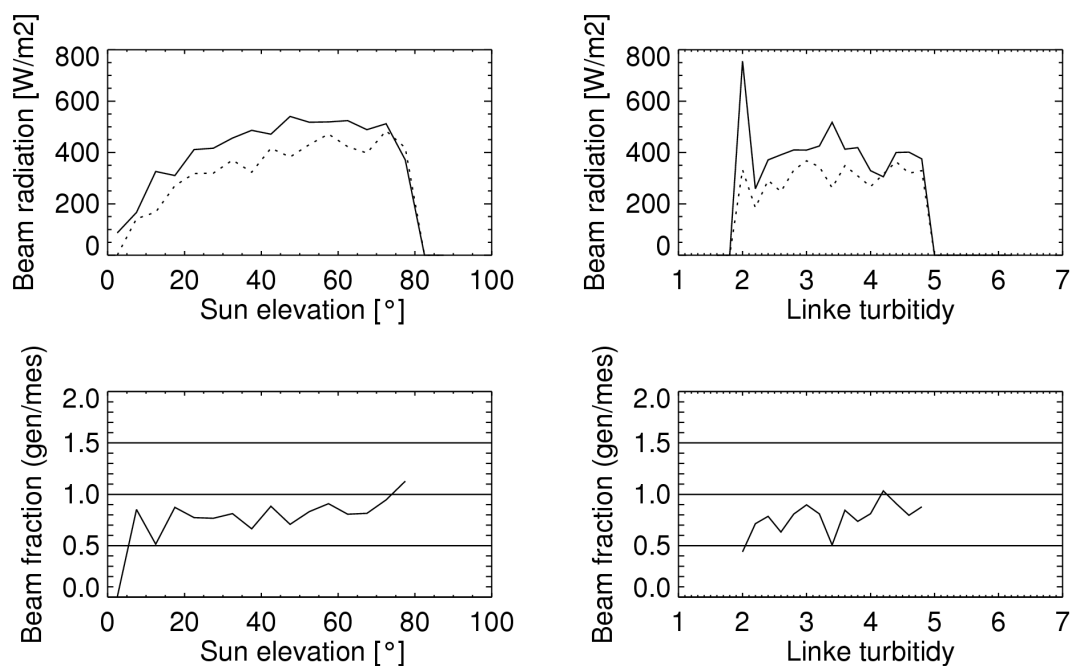 Beam radiation [W/m2]
800
600
400
200
0
0 20 40 60 80 100
Sun elevation [°]
Beam radiation [W/m2]
800
600
400
200
0
1 2 3 4 5 6 7
Linke turbitidy
Beam fraction (gen/mes)
2.0
1.5
1.0
0.5
0.0
0 20 40 60 80 100
Sun elevation [°]
Beam fraction (gen/mes)
2.0
1.5
1.0
0.5
0.0
1 2 3 4 5 6 7
Linke turbitidy